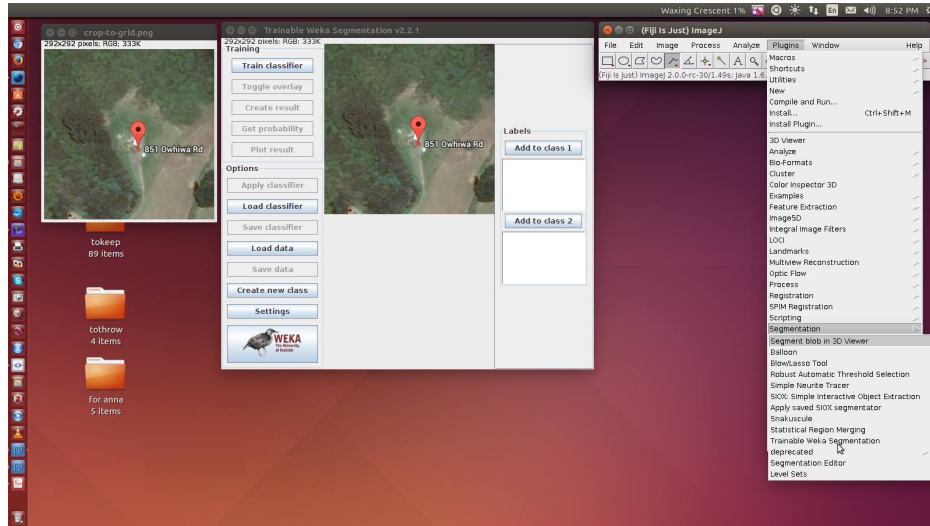 Waxing Crescent 1% En 8:52 PM
crop-to-grid.png
292x292 pixels; RGB; 333K
851 Owhiwa Rd
tokeep
89 items
tothrow
4 items
for anna
5 items
Trainable Weka Segmentation v2.2.1
292x292 pixels; RGB; 333K
Training
Train classifier
Toggle overlay
Create result
Get probability
Plot result
Options
Apply classifier
Load classifier
Save classifier
Load data
Save data
Create new class
Settings
WEKA
The University
of Waikato
851 Owhiwa Rd
Labels
Add to class 1
Add to class 2
(Fiji Is Just) ImageJ
File Edit Image Process Analyze Plugins Window Help
(Fiji Is Just) ImageJ 2.0.0-rc-30/1.49s; Java 1.6.
Macros
Shortcuts
Utilities
New
Compile and Run...
Install... Ctrl+Shift+M
Install Plugin...
3D Viewer
Analyze
Bio-Formats
Cluster
Color Inspector 3D
Examples
Feature Extraction
Image5D
Integral Image Filters
LOCI
Landmarks
Multiview Reconstruction
Optic Flow
Process
Registration
SPIM Registration
Scripting
Segmentation
Segment blob in 3D Viewer
Balloon
Blow/Lasso Tool
Robust Automatic Threshold Selection
Simple Neurite Tracer
SIOX: Simple Interactive Object Extraction
Apply saved SIOX segmentator
Snakuscule
Statistical Region Merging
Trainable Weka Segmentation
deprecated
Segmentation Editor
Level Sets